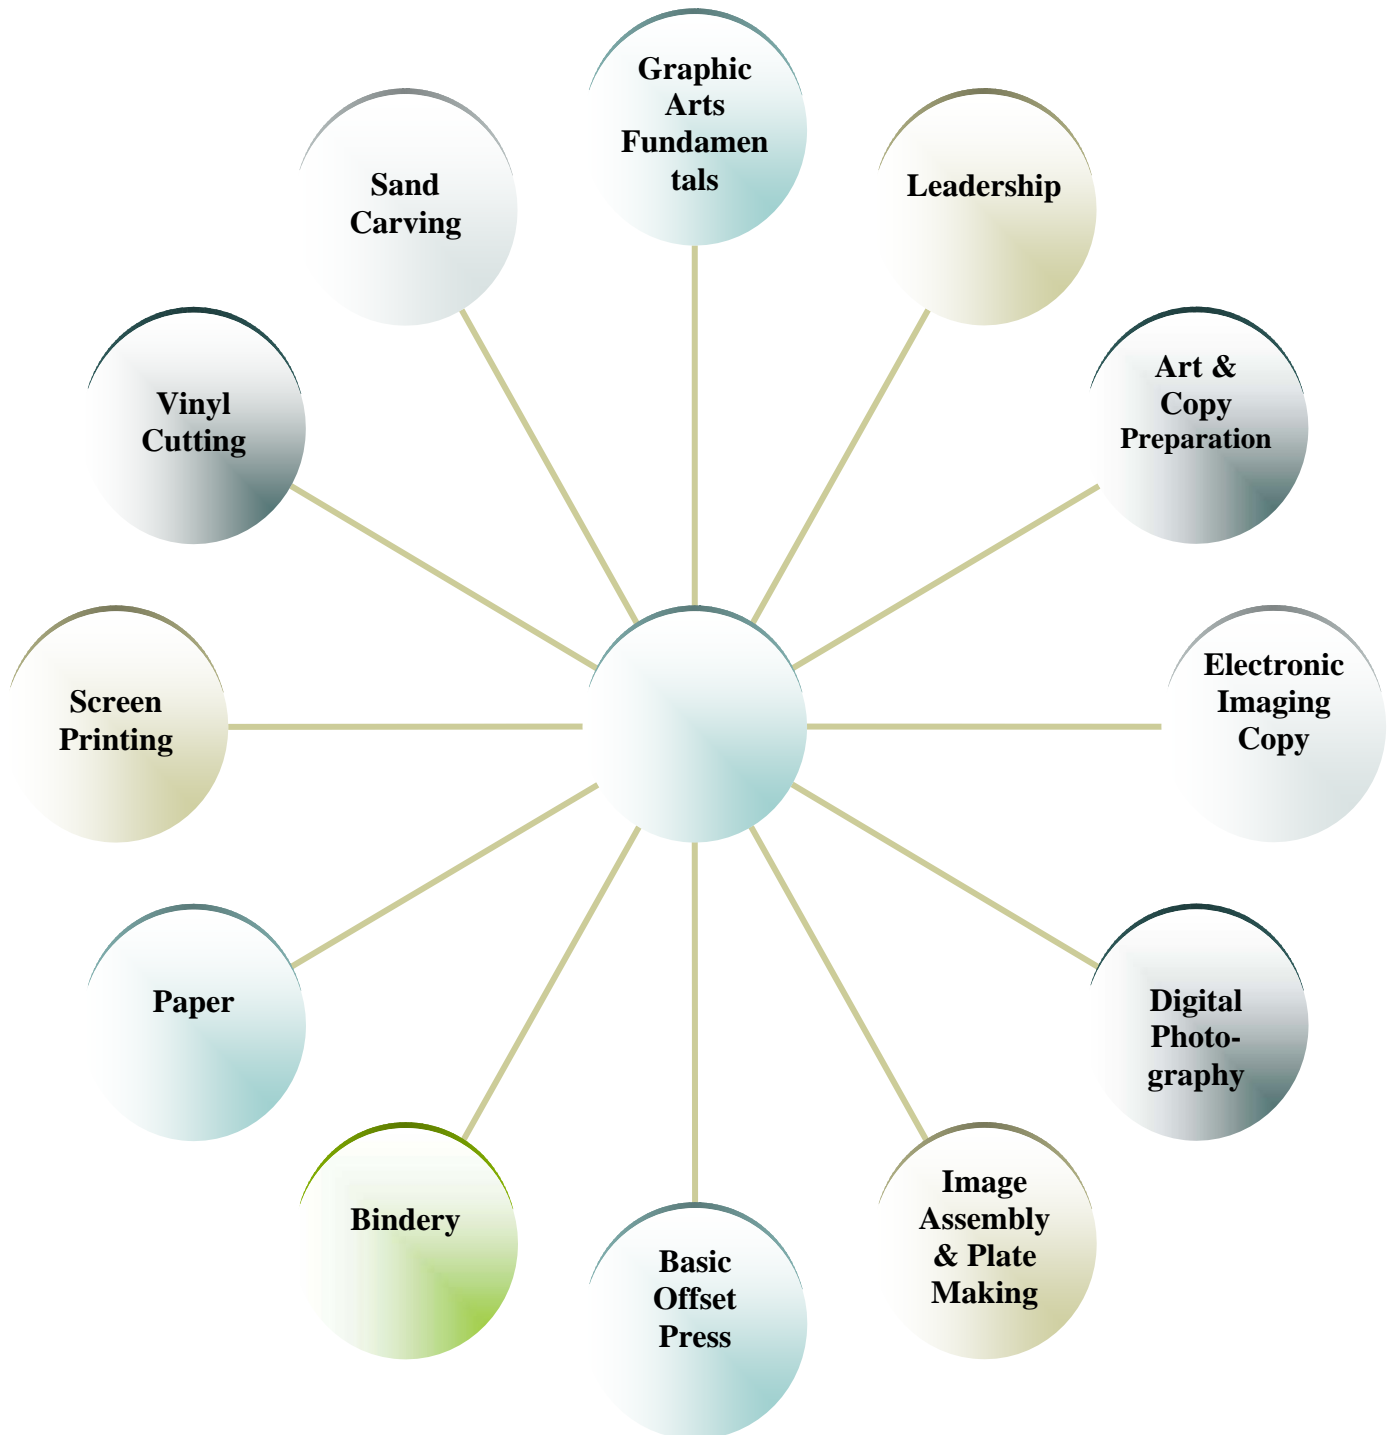 Graphic
Arts
Fundamen
tals
Leadership
Art &
Copy
Preparation
Electronic
Imaging
Copy
Digital
Photo-
graphy
Image
Assembly
& Plate
Making
Basic
Offset
Press
Bindery
Paper
Screen
Printing
Vinyl
Cutting
Sand
Carving